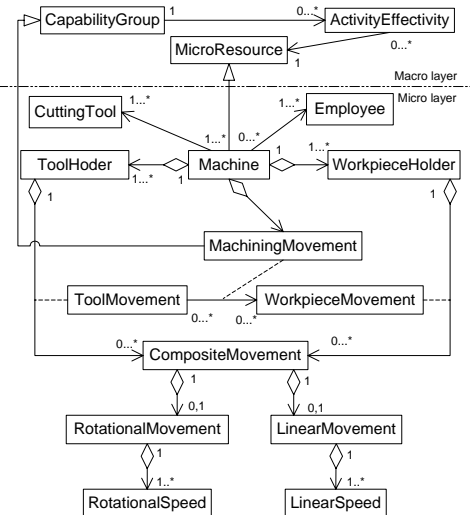 CapabilityGroup
1
0...*
ActivityEffectivity
MicroResource
1
0...*
Macro layer
Micro layer
CuttingTool
1...*
1...*
Employee
1...*
0...*
ToolHoder
1...*
1
Machine
1
1...*
WorkpieceHolder
1
1
MachiningMovement
ToolMovement
WorkpieceMovement
0...*
0...*
0...*
0...*
CompositeMovement
1
1
0,1
0,1
RotationalMovement
LinearMovement
1
1
1..*
1..*
RotationalSpeed
LinearSpeed